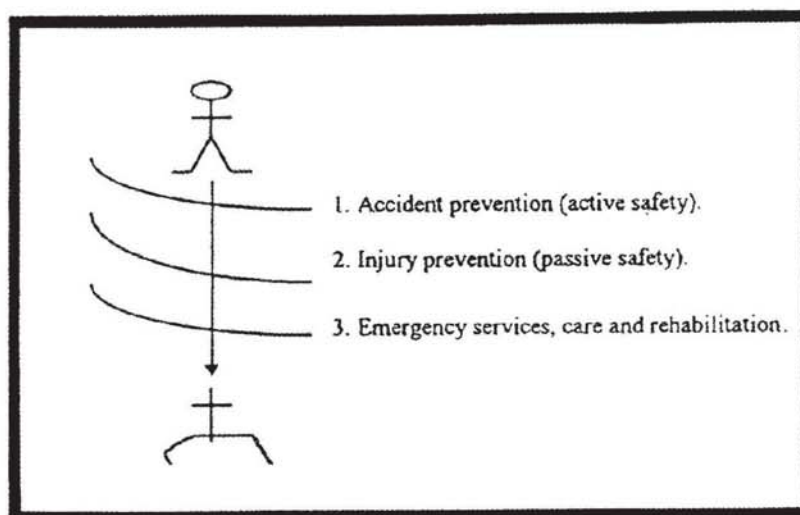 1. Accident prevention (active safety).
2. Injury prevention (passive safety).
3. Emergency services, care and rehabilitation.